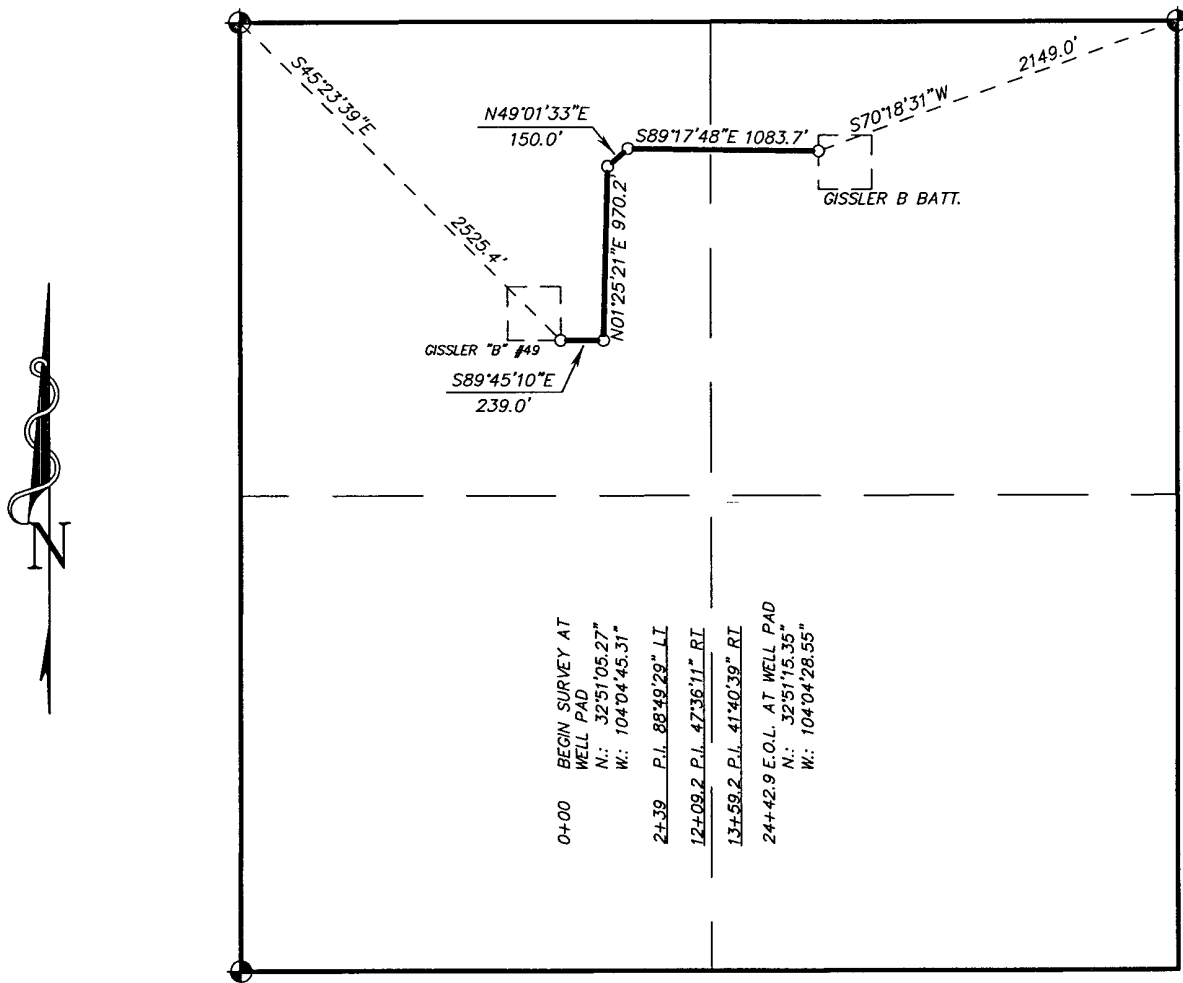 S45°23'39"E
2525.4'
N49°01'33"E
150.0'
S89°17'48"E 1083.7'
S70°18'31"W
2149.0'
GISSLER B BATT.
N01°25'21"E 970.2'
GISSLER "B" #49
S89°45'10"E
239.0'
N
0+00 BEGIN SURVEY AT
WELL PAD
N.: 32°51'05.27"
W.: 104°04'45.31"
2+39 P.I. 88°49'29" LT
12+09.2 P.I. 47°36'11" RT
13+59.2 P.I. 41°40'39" RT
24+42.9 E.O.L. AT WELL PAD
N.: 32°51'15.35"
W.: 104°04'28.55"